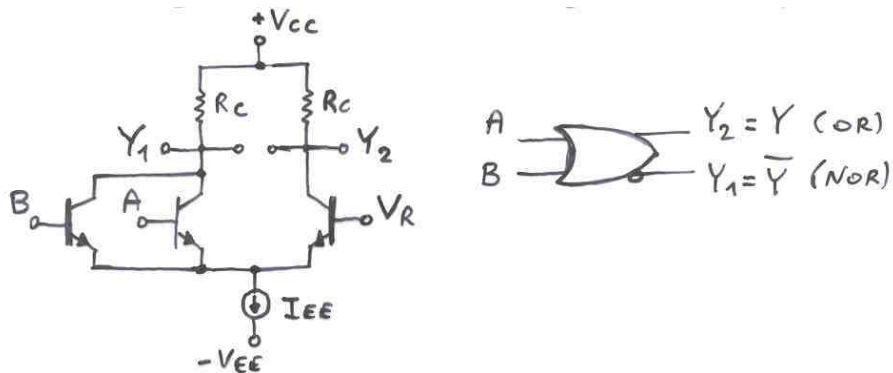 +Vcc
Rc
Rc
Y1
Y2
B
A
VR
IEE
-VEE
A
B
Y2 = Y (OR)
Y1 = Y̅ (NOR)